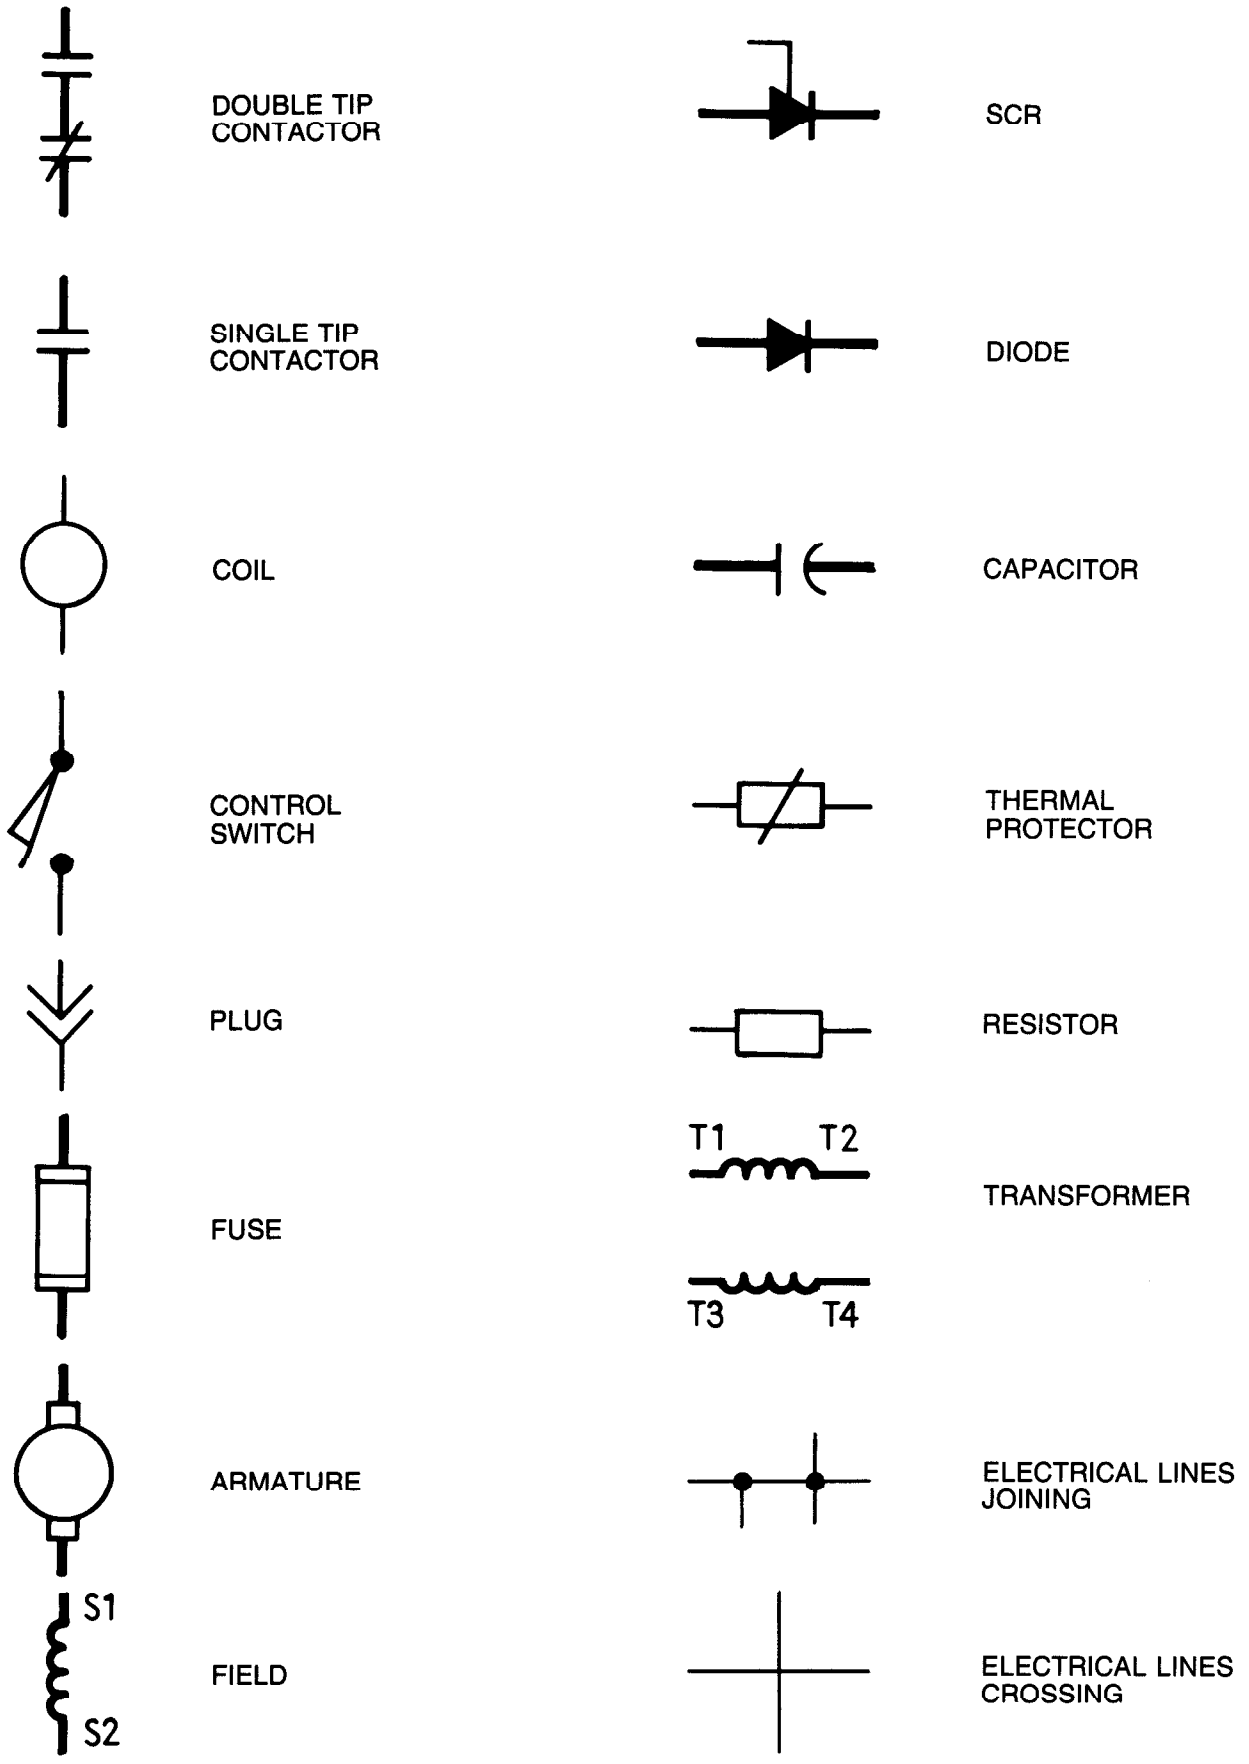 DOUBLE TIP
CONTACTOR
SINGLE TIP
CONTACTOR
COIL
CONTROL
SWITCH
PLUG
FUSE
ARMATURE
S1
FIELD
S2
SCR
DIODE
CAPACITOR
THERMAL
PROTECTOR
RESISTOR
T1 T2
TRANSFORMER
T3 T4
ELECTRICAL LINES
JOINING
ELECTRICAL LINES
CROSSING